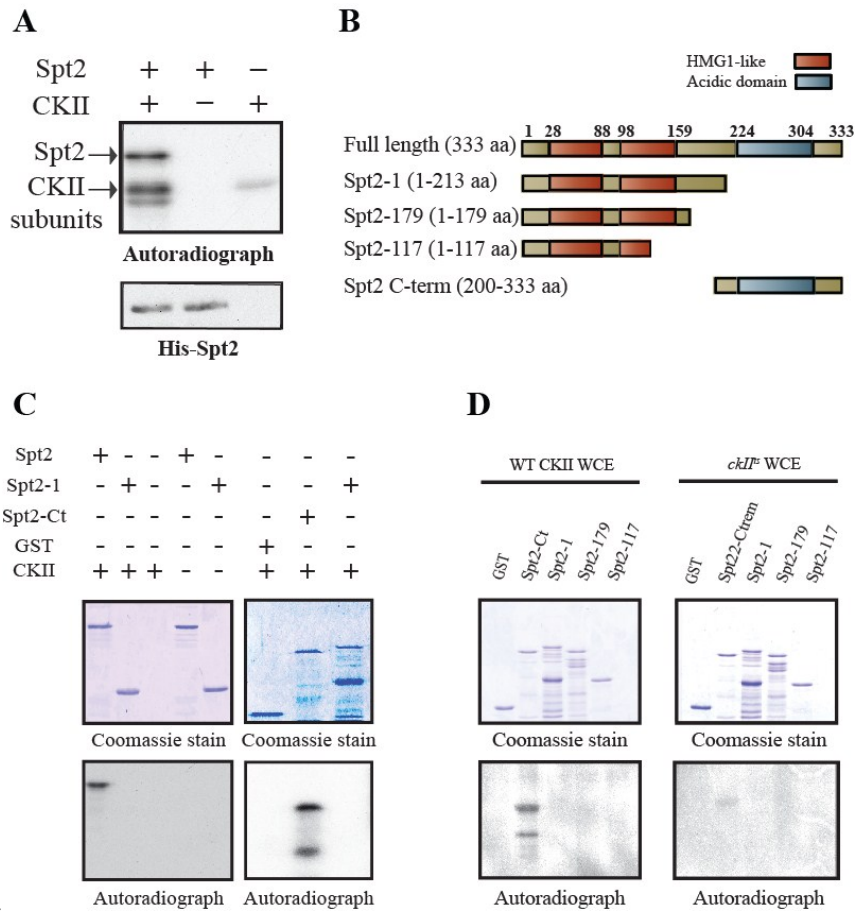 A
Spt2 + + −
CKII + − +
Spt2
CKII
subunits
Autoradiograph
His-Spt2
B
HMG1-like
Acidic domain
1 28 88 98 159 224 304 333
Full length (333 aa)
Spt2-1 (1-213 aa)
Spt2-179 (1-179 aa)
Spt2-117 (1-117 aa)
Spt2 C-term (200-333 aa)
C
Spt2 + - - + - - - -
Spt2-1 - + - - + - - +
Spt2-Ct - - - - - - + -
GST - - - - - + - -
CKII + + + - - + + +
Coomassie stain
Coomassie stain
Autoradiograph
Autoradiograph
D
WT CKII WCE
ckIIts WCE
GST
Spt2-Ct
Spt2-1
Spt2-179
Spt2-117
GST
Spt22-Ctrem
Spt2-1
Spt2-179
Spt2-117
Coomassie stain
Coomassie stain
Autoradiograph
Autoradiograph